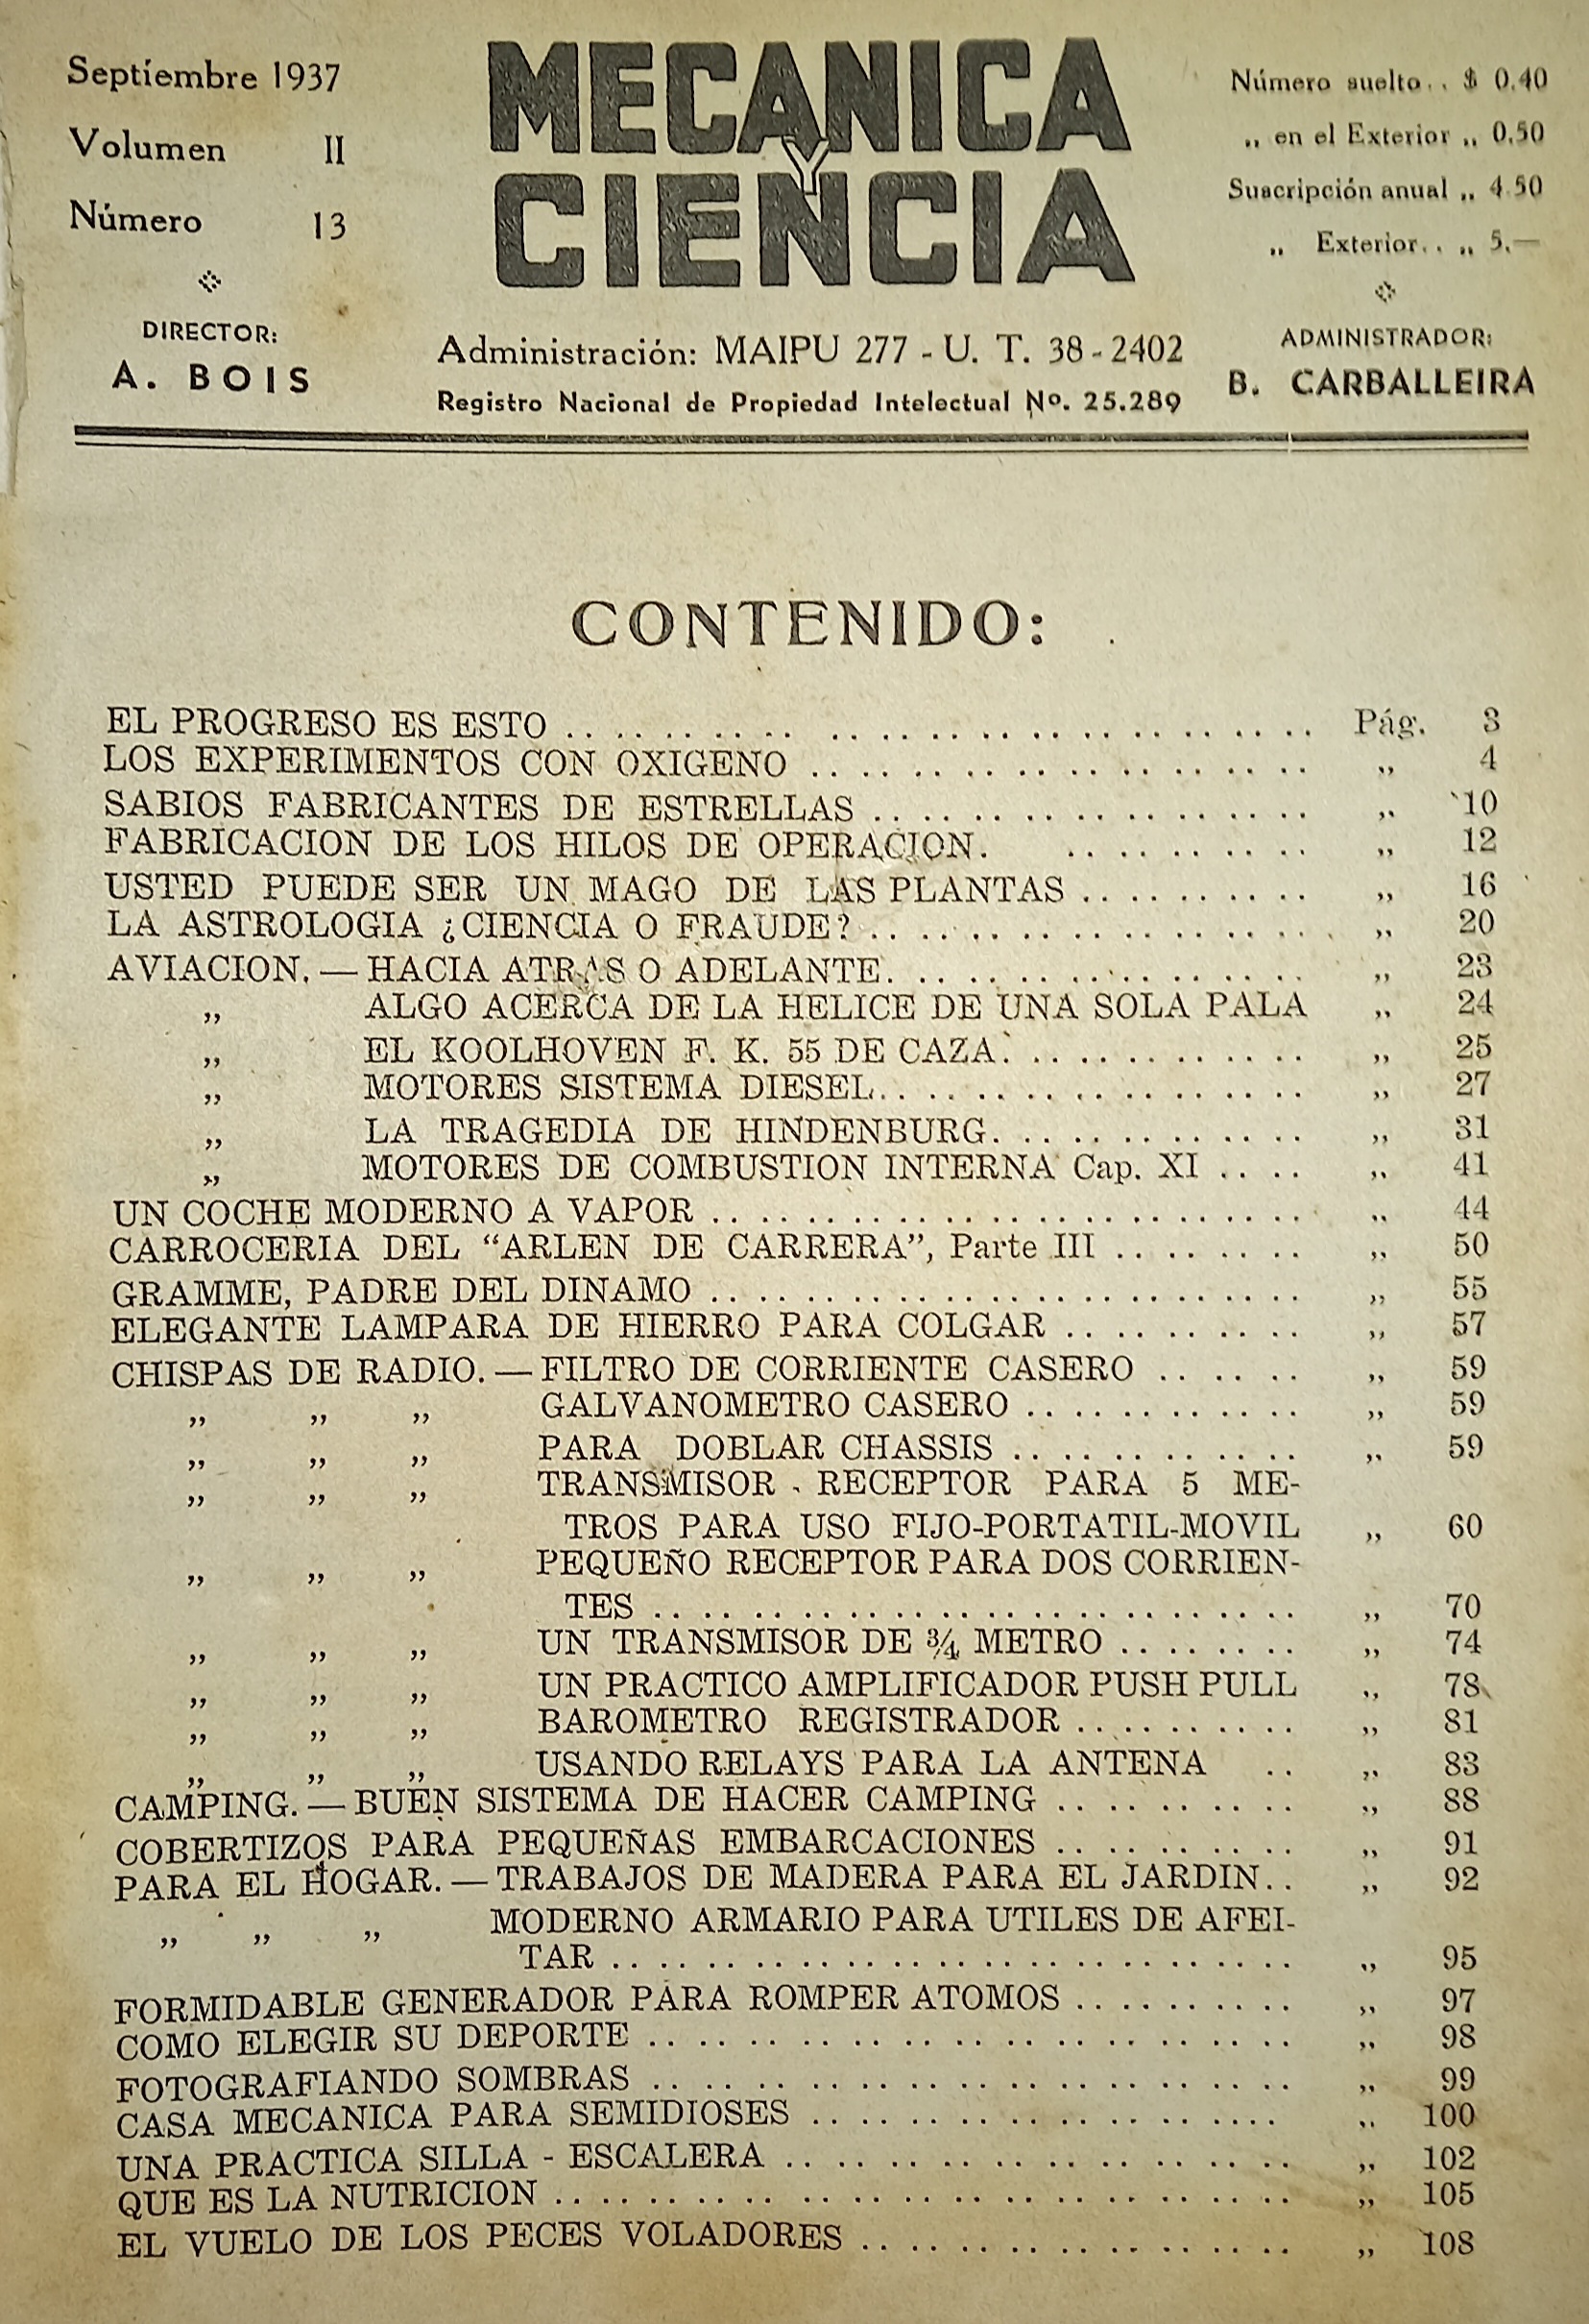 Septiembre 1937
Volumen II
Número 13
DIRECTOR:
A. BOIS
MECANICA
Y
CIENCIA
Administración: MAIPU 277 - U. T. 38 - 2402
Registro Nacional de Propiedad Intelectual Nº. 25.289
Número suelto.. $ 0.40
„ en el Exterior „ 0.50
Suscripción anual „ 4.50
„ Exterior.. „ 5.—
ADMINISTRADOR:
B. CARBALLEIRA
CONTENIDO:
EL PROGRESO ES ESTO .. Pág. 3
LOS EXPERIMENTOS CON OXIGENO .. „ 4
SABIOS FABRICANTES DE ESTRELLAS .. „ 10
FABRICACION DE LOS HILOS DE OPERACION. .. „ 12
USTED PUEDE SER UN MAGO DE LAS PLANTAS .. „ 16
LA ASTROLOGIA ¿CIENCIA O FRAUDE? .. „ 20
AVIACION. — HACIA ATRAS O ADELANTE. .. „ 23
„ ALGO ACERCA DE LA HELICE DE UNA SOLA PALA „ 24
„ EL KOOLHOVEN F. K. 55 DE CAZA. .. „ 25
„ MOTORES SISTEMA DIESEL .. „ 27
„ LA TRAGEDIA DE HINDENBURG. .. „ 31
„ MOTORES DE COMBUSTION INTERNA Cap. XI .. „ 41
UN COCHE MODERNO A VAPOR .. „ 44
CARROCERIA DEL “ARLEN DE CARRERA”, Parte III .. „ 50
GRAMME, PADRE DEL DINAMO .. „ 55
ELEGANTE LAMPARA DE HIERRO PARA COLGAR .. „ 57
CHISPAS DE RADIO. — FILTRO DE CORRIENTE CASERO .. „ 59
„ „ „ GALVANOMETRO CASERO .. „ 59
„ „ „ PARA DOBLAR CHASSIS .. „ 59
„ „ „ TRANSMISOR - RECEPTOR PARA 5 ME-
TROS PARA USO FIJO-PORTATIL-MOVIL „ 60
„ „ „ PEQUEÑO RECEPTOR PARA DOS CORRIEN-
TES .. „ 70
„ „ „ UN TRANSMISOR DE ¾ METRO .. „ 74
„ „ „ UN PRACTICO AMPLIFICADOR PUSH PULL „ 78
„ „ „ BAROMETRO REGISTRADOR .. „ 81
„ „ „ USANDO RELAYS PARA LA ANTENA .. „ 83
CAMPING. — BUEN SISTEMA DE HACER CAMPING .. „ 88
COBERTIZOS PARA PEQUEÑAS EMBARCACIONES .. „ 91
PARA EL HOGAR. — TRABAJOS DE MADERA PARA EL JARDIN.. „ 92
„ „ „ MODERNO ARMARIO PARA UTILES DE AFEI-
TAR .. „ 95
FORMIDABLE GENERADOR PARA ROMPER ATOMOS .. „ 97
COMO ELEGIR SU DEPORTE .. „ 98
FOTOGRAFIANDO SOMBRAS .. „ 99
CASA MECANICA PARA SEMIDIOSES .. „ 100
UNA PRACTICA SILLA - ESCALERA .. „ 102
QUE ES LA NUTRICION .. „ 105
EL VUELO DE LOS PECES VOLADORES .. „ 108